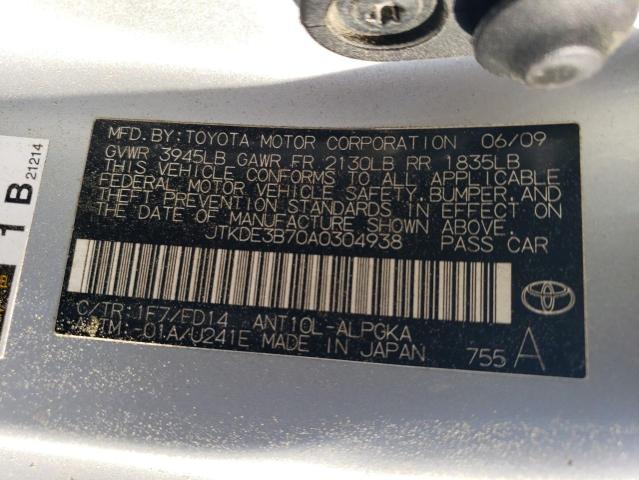 MFD. BY: TOYOTA MOTOR CORPORATION 06/09
GVWR 3945LB GAWR FR 2130LB RR 1835LB
THIS VEHICLE CONFORMS TO ALL APPLICABLE
FEDERAL MOTOR VEHICLE SAFETY, BUMPER, AND
THEFT PREVENTION STANDARDS IN EFFECT ON
THE DATE OF MANUFACTURE SHOWN ABOVE.
JTKDE3B70A0304938 PASS CAR
C/TR: 1F7/FD14 ANT10L-ALPGKA
A/TM: -01A/U241E MADE IN JAPAN 755 A
1 B
21214